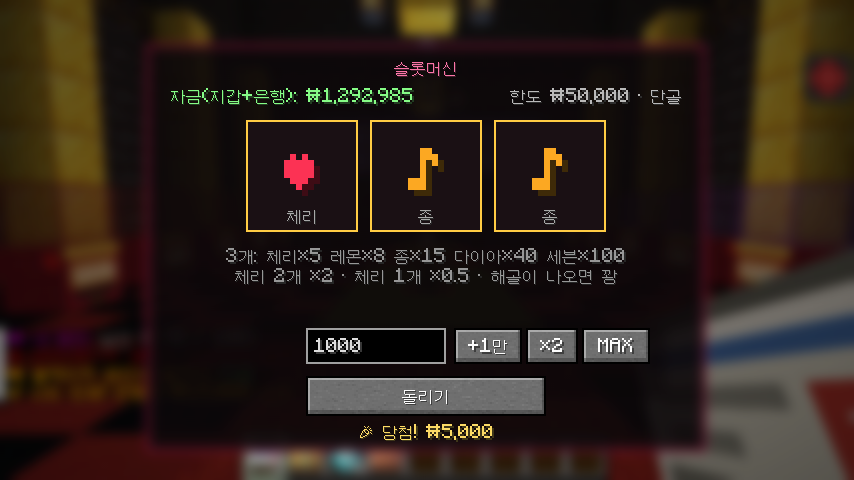 슬롯머신
자금(지갑+은행): ₩1,292,985 한도 ₩50,000 · 단골
체리 종 종
3개: 체리×5 레몬×8 종×15 다이아×40 세븐×100
체리 2개 ×2 · 체리 1개 ×0.5 · 해골이 나오면 꽝
1000 +1만 ×2 MAX
돌리기
당첨! ₩5,000